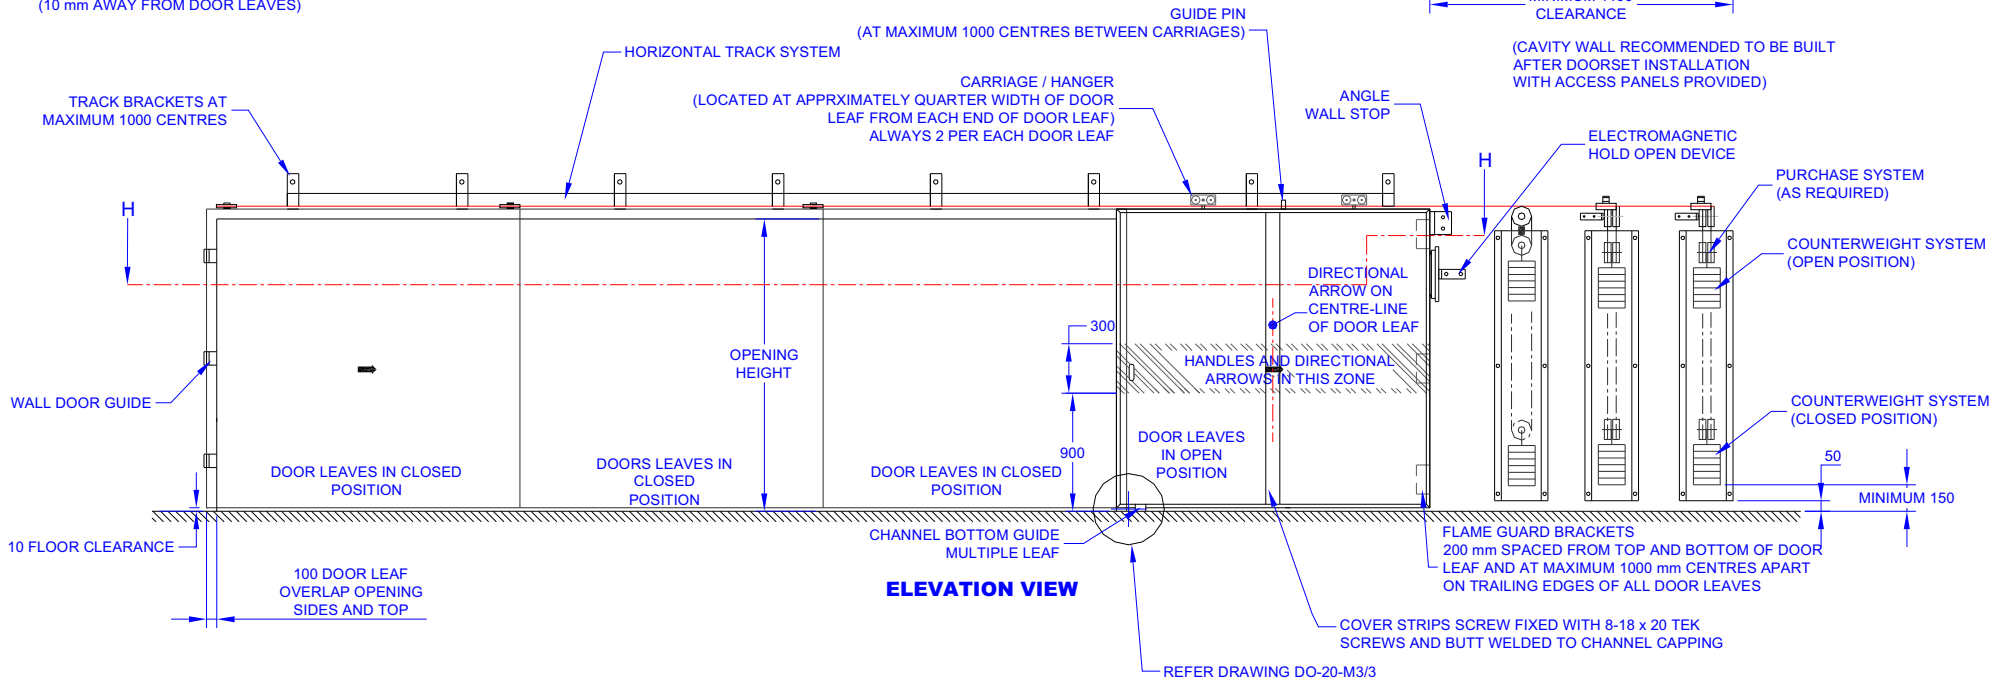 (10 mm AWAY FROM DOOR LEAVES)
GUIDE PIN
(AT MAXIMUM 1000 CENTRES BETWEEN CARRIAGES)
CLEARANCE
HORIZONTAL TRACK SYSTEM
(CAVITY WALL RECOMMENDED TO BE BUILT
AFTER DOORSET INSTALLATION
WITH ACCESS PANELS PROVIDED)
TRACK BRACKETS AT
MAXIMUM 1000 CENTRES
CARRIAGE / HANGER
(LOCATED AT APPRXIMATELY QUARTER WIDTH OF DOOR
LEAF FROM EACH END OF DOOR LEAF)
ALWAYS 2 PER EACH DOOR LEAF
ANGLE
WALL STOP
ELECTROMAGNETIC
HOLD OPEN DEVICE
H
H
PURCHASE SYSTEM
(AS REQUIRED)
COUNTERWEIGHT SYSTEM
(OPEN POSITION)
DIRECTIONAL
ARROW ON
CENTRE-LINE
OF DOOR LEAF
300
OPENING
HEIGHT
HANDLES AND DIRECTIONAL
ARROWS IN THIS ZONE
WALL DOOR GUIDE
COUNTERWEIGHT SYSTEM
(CLOSED POSITION)
900
DOOR LEAVES
IN OPEN
POSITION
DOOR LEAVES IN CLOSED
POSITION
DOORS LEAVES IN
CLOSED
POSITION
DOOR LEAVES IN CLOSED
POSITION
50
MINIMUM 150
10 FLOOR CLEARANCE
CHANNEL BOTTOM GUIDE
MULTIPLE LEAF
FLAME GUARD BRACKETS
200 mm SPACED FROM TOP AND BOTTOM OF DOOR
LEAF AND AT MAXIMUM 1000 mm CENTRES APART
ON TRAILING EDGES OF ALL DOOR LEAVES
100 DOOR LEAF
OVERLAP OPENING
SIDES AND TOP
ELEVATION VIEW
COVER STRIPS SCREW FIXED WITH 8-18 x 20 TEK
SCREWS AND BUTT WELDED TO CHANNEL CAPPING
REFER DRAWING DO-20-M3/3